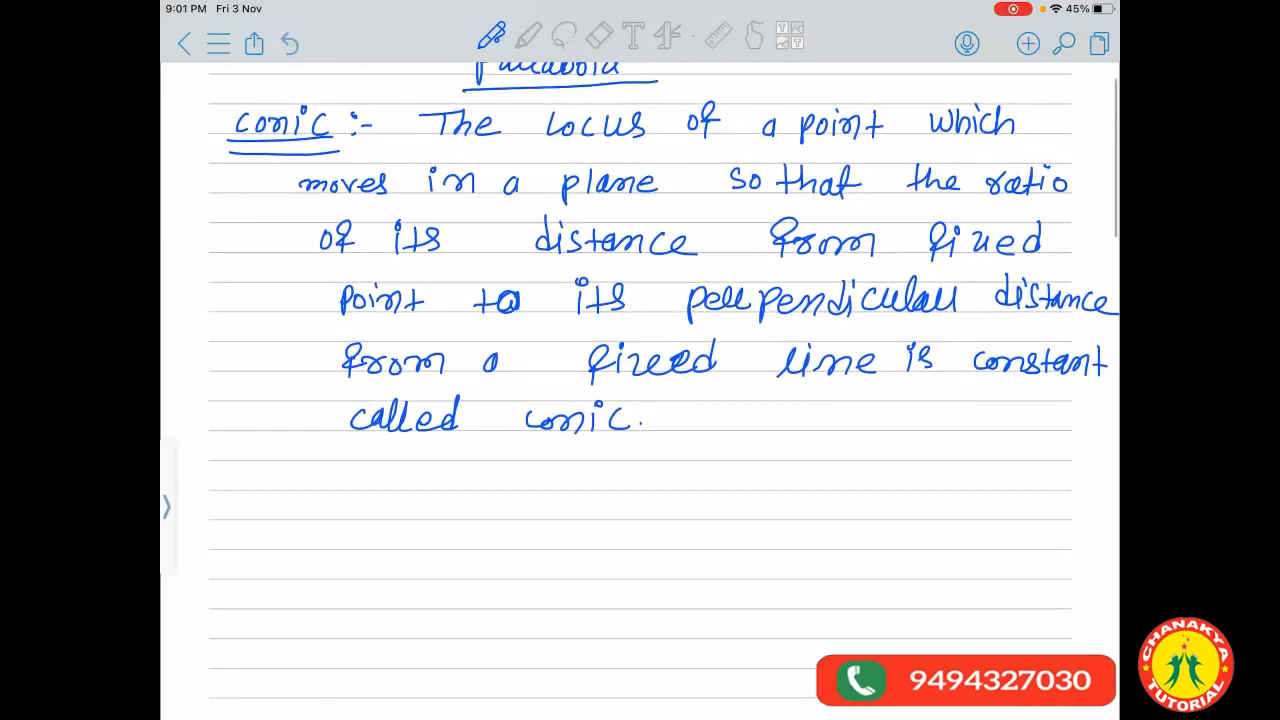 9:01 PM Fri 3 Nov
45%
Parabola
conic :- The locus of a point which
moves in a plane so that the ratio
of its distance from fixed
point to its perpendicular distance
from a fixed line is constant
called conic.
9494327030
CHANAKYA
TUTORIAL